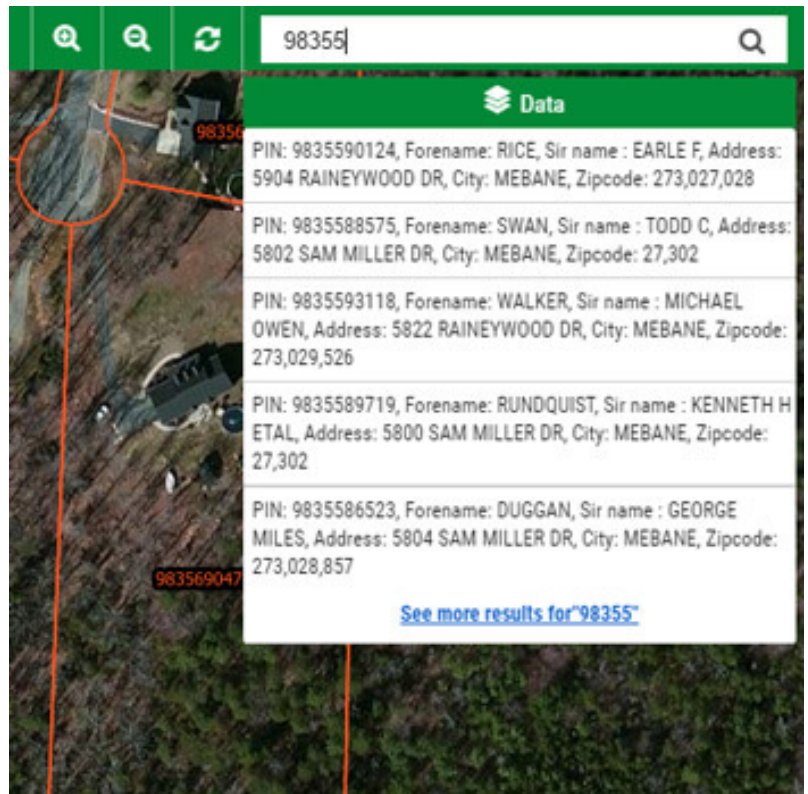 98355
Data
98356
PIN: 9835590124, Forename: RICE, Sir name : EARLE F, Address:
5904 RAINEYWOOD DR, City: MEBANE, Zipcode: 273,027,028
PIN: 9835588575, Forename: SWAN, Sir name : TODD C, Address:
5802 SAM MILLER DR, City: MEBANE, Zipcode: 27,302
PIN: 9835593118, Forename: WALKER, Sir name : MICHAEL
OWEN, Address: 5822 RAINEYWOOD DR, City: MEBANE, Zipcode:
273,029,526
PIN: 9835589719, Forename: RUNDQUIST, Sir name : KENNETH H
ETAL, Address: 5800 SAM MILLER DR, City: MEBANE, Zipcode:
27,302
PIN: 9835586523, Forename: DUGGAN, Sir name : GEORGE
MILES, Address: 5804 SAM MILLER DR, City: MEBANE, Zipcode:
273,028,857
983569047
See more results for"98355"